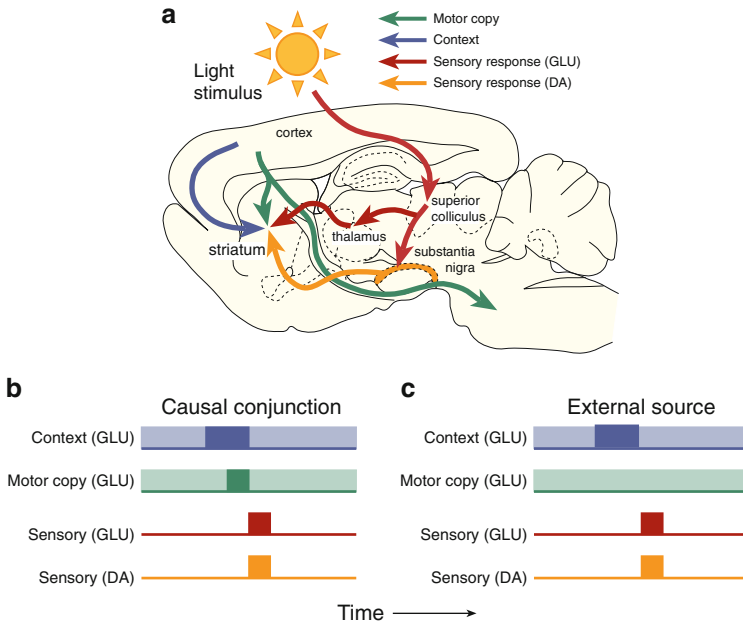 a
Motor copy
Context
Sensory response (GLU)
Sensory response (DA)
Light
stimulus
cortex
superior
colliculus
thalamus
striatum
substantia
nigra
b
Causal conjunction
Context (GLU)
Motor copy (GLU)
Sensory (GLU)
Sensory (DA)
c
External source
Context (GLU)
Motor copy (GLU)
Sensory (GLU)
Sensory (DA)
Time